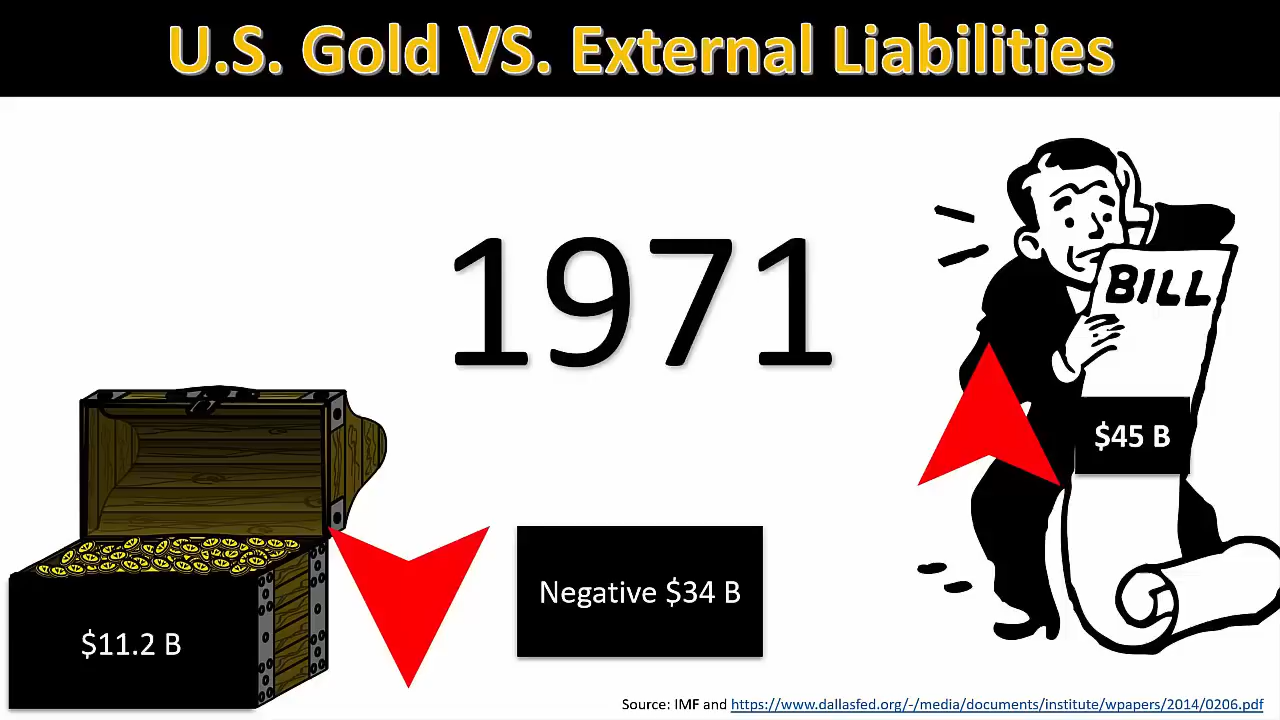 U.S. Gold VS. External Liabilities
1971
BILL
$45 B
Negative $34 B
$11.2 B
Source: IMF and https://www.dallasfed.org/-/media/documents/institute/wpapers/2014/0206.pdf